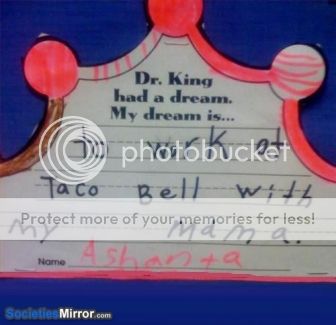 Dr. King
had a dream.
My dream is...
to work at
photobucket
Taco Bell with
Protect more of your memories for less!
my mama.
Name Ashanta
SocietiesMirror.com